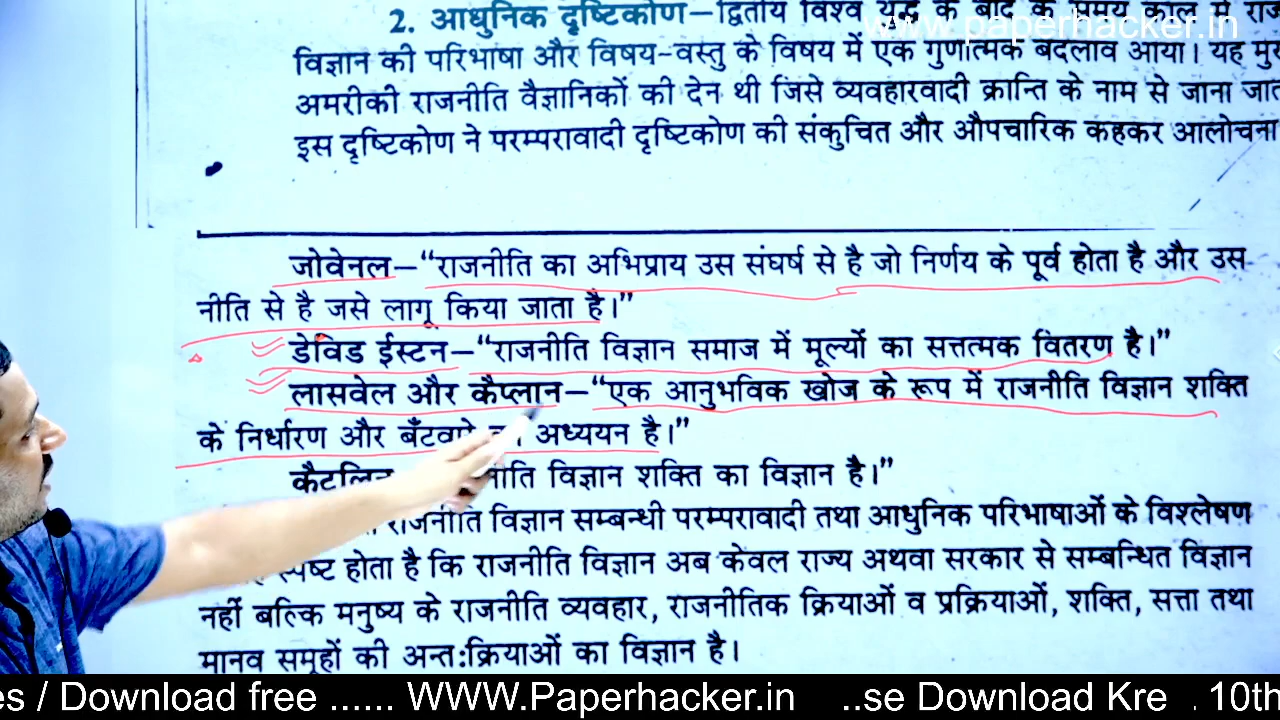 www.paperhacker.in
2. आधुनिक दृष्टिकोण–द्वितीय विश्व युद्ध के बाद के समय काल में
विज्ञान की परिभाषा और विषय-वस्तु के विषय में एक गुणात्मक बदलाव आया। यह
अमरीकी राजनीति वैज्ञानिकों की देन थी जिसे व्यवहारवादी क्रान्ति के नाम से जाना
इस दृष्टिकोण ने परम्परावादी दृष्टिकोण की संकुचित और औपचारिक कहकर आलोचना
जोवेनल–“राजनीति का अभिप्राय उस संघर्ष से है जो निर्णय के पूर्व होता है और उस
नीति से है जसे लागू किया जाता है।”
डेविड ईस्टन–“राजनीति विज्ञान समाज में मूल्यों का सत्तत्मक वितरण है।”
लासवेल और कैप्लान–“एक आनुभविक खोज के रूप में राजनीति विज्ञान शक्ति
के निर्धारण और अध्ययन है।”
विज्ञान शक्ति का विज्ञान है।”
राजनीति विज्ञान सम्बन्धी परम्परावादी तथा आधुनिक परिभाषाओं के विश्लेषण
स्पष्ट होता है कि राजनीति विज्ञान अब केवल राज्य अथवा सरकार से सम्बन्धित विज्ञान
नहीं बल्कि मनुष्य के राजनीति व्यवहार, राजनीतिक क्रियाओं व प्रक्रियाओं, शक्ति, सत्ता तथा
मानव समूहों की अन्तःक्रियाओं का विज्ञान है।
es / Download free ...... WWW.Paperhacker.in ..se Download Kre . 10th